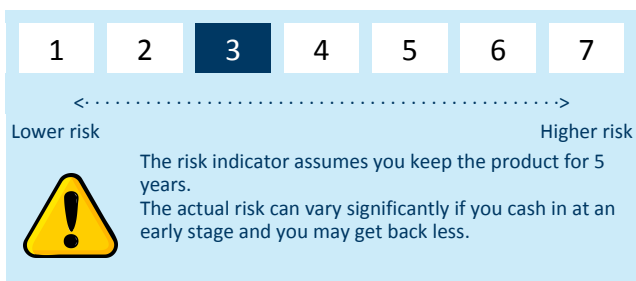 1 2 3 4 5 6 7
Lower risk Higher risk
The risk indicator assumes you keep the product for 5
years.
The actual risk can vary significantly if you cash in at an
early stage and you may get back less.